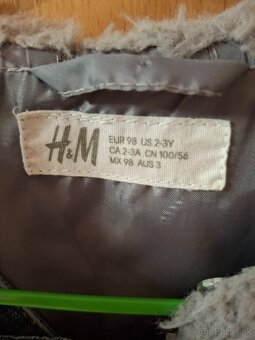 H&M
EUR 98 US 2-3Y
CA 2-3A CN 100/56
MX 98 AUS 3